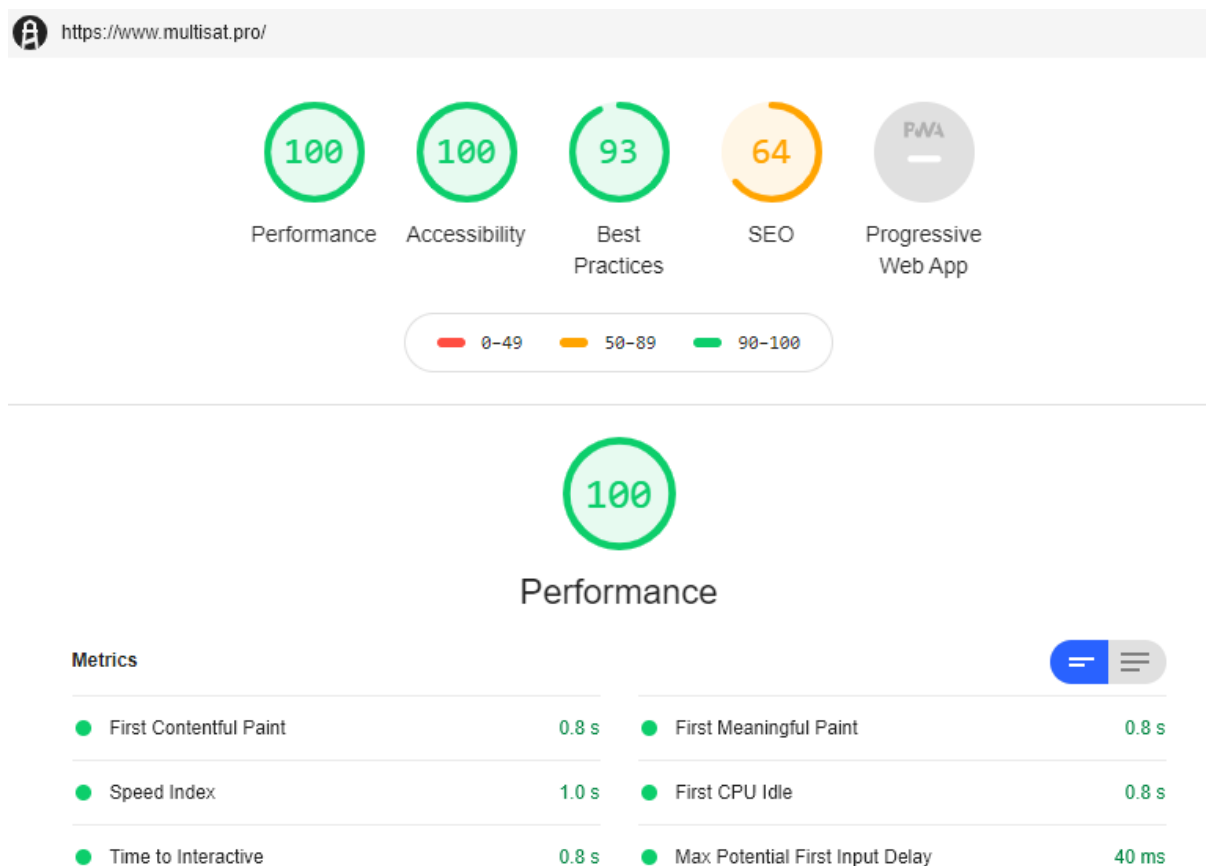 https://www.multisat.pro/
100
100
93
64
PWA
Performance
Accessibility
Best
Practices
SEO
Progressive
Web App
0–49
50–89
90–100
100
Performance
Metrics
First Contentful Paint 0.8 s
First Meaningful Paint 0.8 s
Speed Index 1.0 s
First CPU Idle 0.8 s
Time to Interactive 0.8 s
Max Potential First Input Delay 40 ms